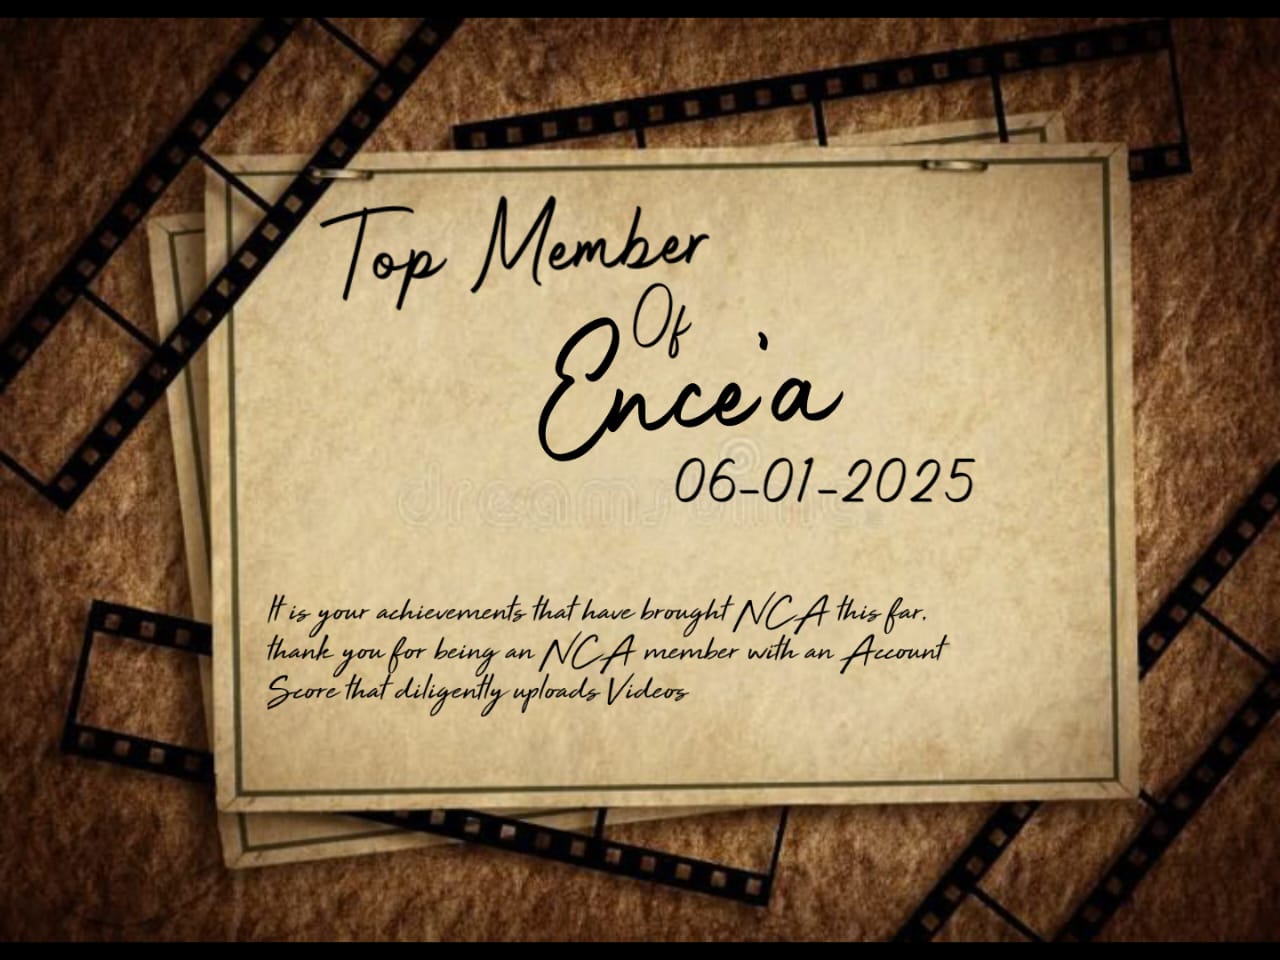 Top Member
Of
Ence'a
06-01-2025
dreamstime
It is your achievements that have brought NCA this far.
thank you for being an NCA member with an Account
Score that diligently uploads Videos